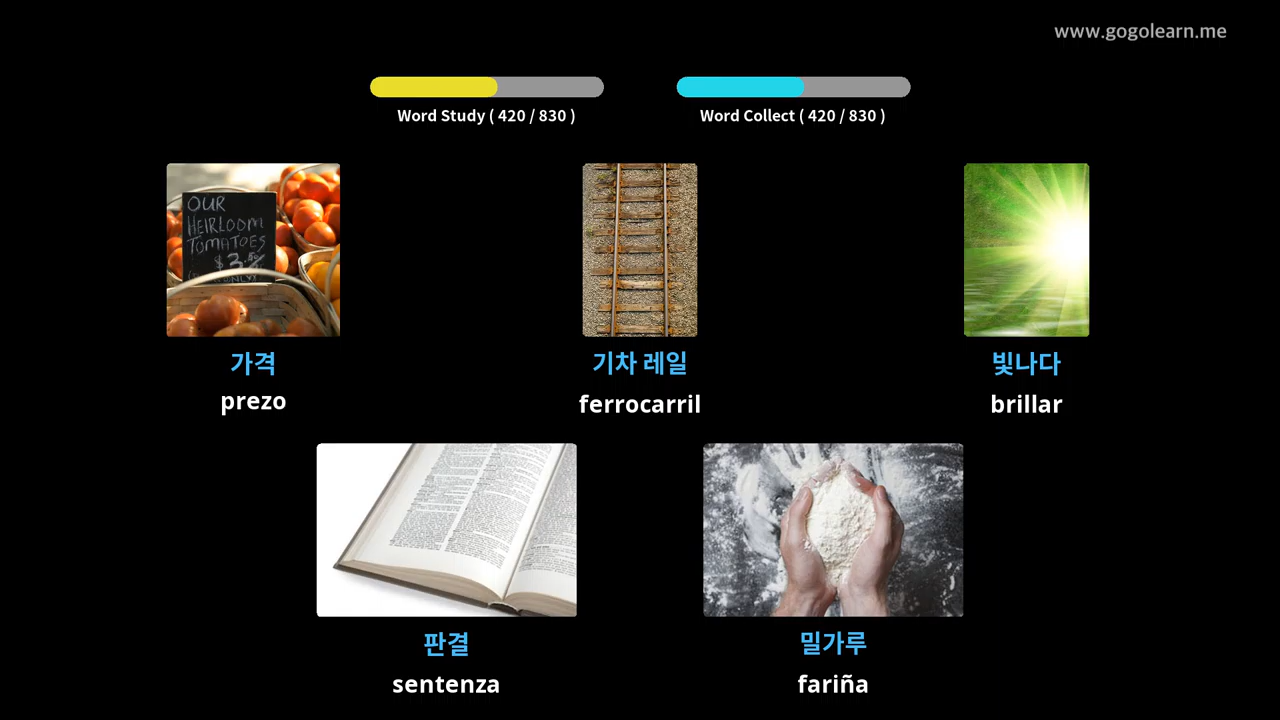 www.gogolearn.me
Word Study ( 420 / 830 )
Word Collect ( 420 / 830 )
OUR
HEIRLOOM
TOMATOES
가격
prezo
기차 레일
ferrocarril
빛나다
brillar
판결
sentenza
밀가루
fariña